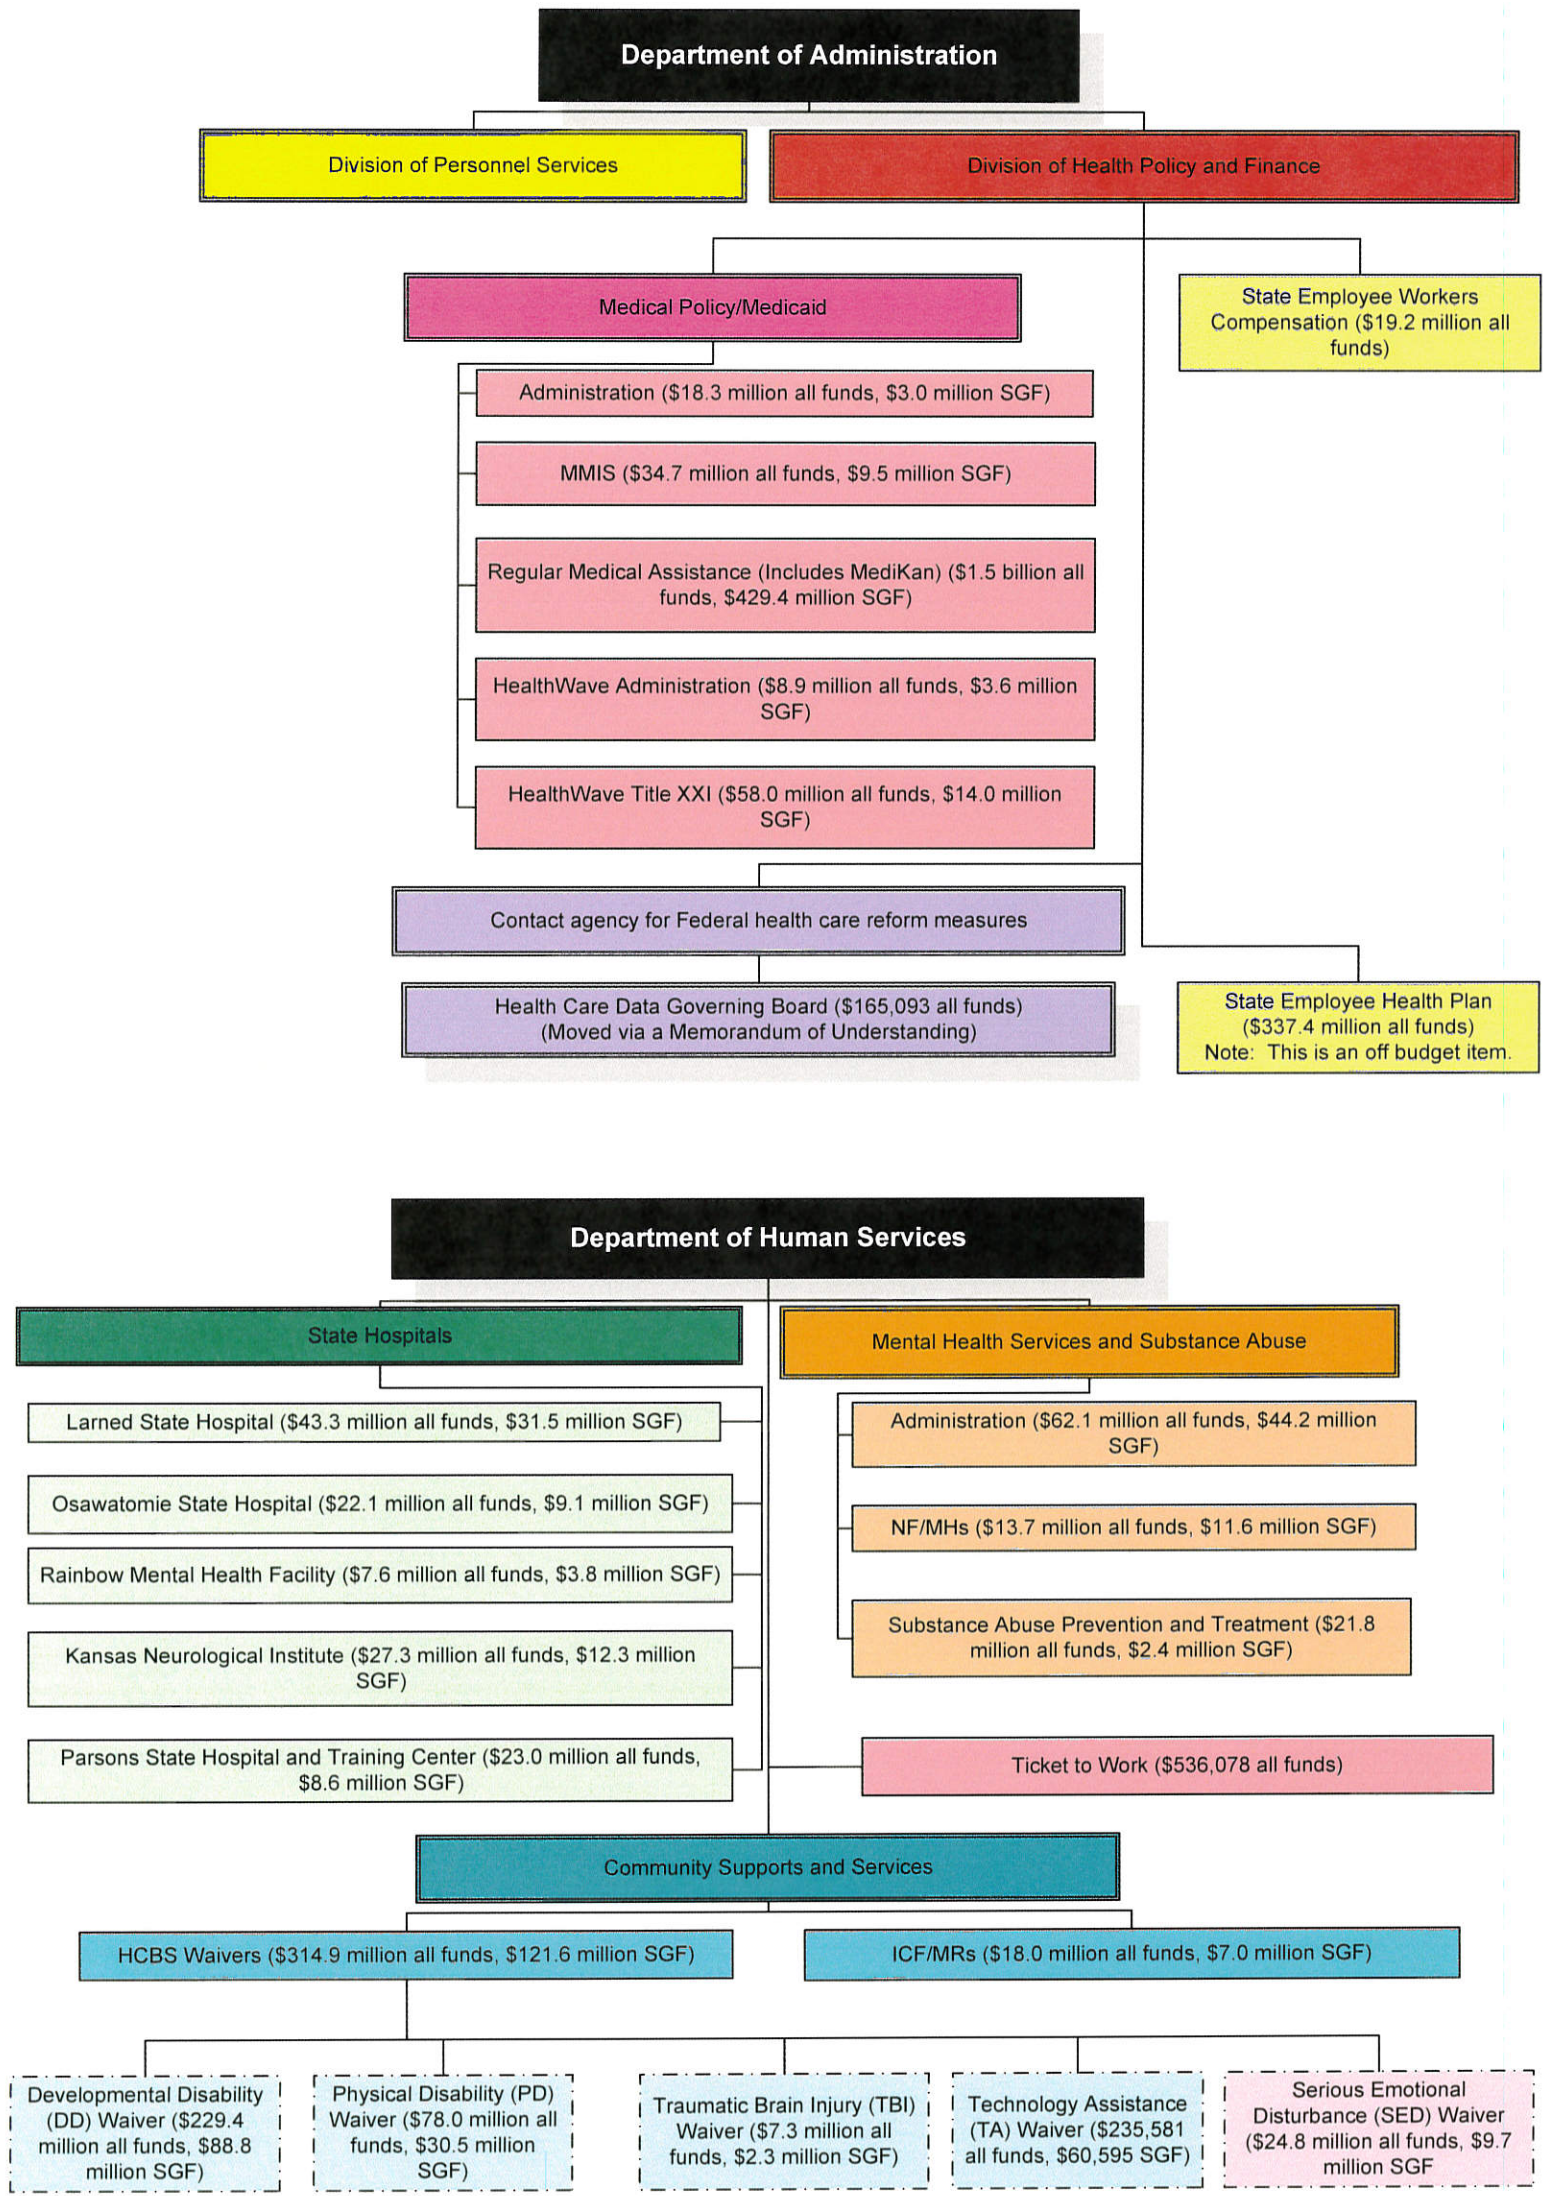 Department of Administration
Division of Personnel Services
Division of Health Policy and Finance
Medical Policy/Medicaid
State Employee Workers
Compensation ($19.2 million all
funds)
Administration ($18.3 million all funds, $3.0 million SGF)
MMIS ($34.7 million all funds, $9.5 million SGF)
Regular Medical Assistance (Includes MediKan) ($1.5 billion all
funds, $429.4 million SGF)
HealthWave Administration ($8.9 million all funds, $3.6 million
SGF)
HealthWave Title XXI ($58.0 million all funds, $14.0 million
SGF)
Contact agency for Federal health care reform measures
Health Care Data Governing Board ($165,093 all funds)
(Moved via a Memorandum of Understanding)
State Employee Health Plan
($337.4 million all funds)
Note:  This is an off budget item.
Department of Human Services
State Hospitals
Mental Health Services and Substance Abuse
Larned State Hospital ($43.3 million all funds, $31.5 million SGF)
Osawatomie State Hospital ($22.1 million all funds, $9.1 million SGF)
Rainbow Mental Health Facility ($7.6 million all funds, $3.8 million SGF)
Kansas Neurological Institute ($27.3 million all funds, $12.3 million
SGF)
Parsons State Hospital and Training Center ($23.0 million all funds,
$8.6 million SGF)
Administration ($62.1 million all funds, $44.2 million
SGF)
NF/MHs ($13.7 million all funds, $11.6 million SGF)
Substance Abuse Prevention and Treatment ($21.8
million all funds, $2.4 million SGF)
Ticket to Work ($536,078 all funds)
Community Supports and Services
HCBS Waivers ($314.9 million all funds, $121.6 million SGF)
ICF/MRs ($18.0 million all funds, $7.0 million SGF)
Developmental Disability
(DD) Waiver ($229.4
million all funds, $88.8
million SGF)
Physical Disability (PD)
Waiver ($78.0 million all
funds, $30.5 million
SGF)
Traumatic Brain Injury (TBI)
Waiver ($7.3 million all
funds, $2.3 million SGF)
Technology Assistance
(TA) Waiver ($235,581
all funds, $60,595 SGF)
Serious Emotional
Disturbance (SED) Waiver
($24.8 million all funds, $9.7
million SGF